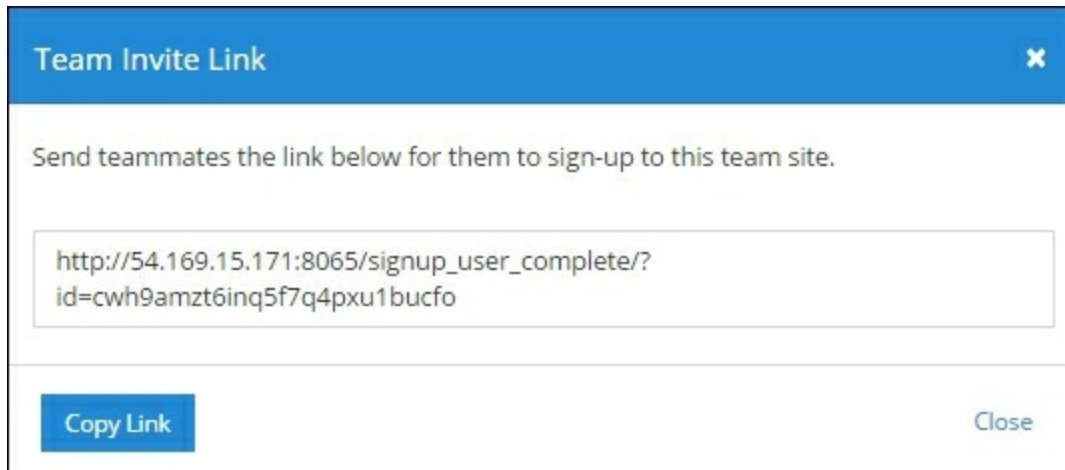 Team Invite Link
Send teammates the link below for them to sign-up to this team site.
http://54.169.15.171:8065/signup_user_complete/?
id=cwh9amzt6inq5f7q4pxu1bucfo
Copy Link
Close